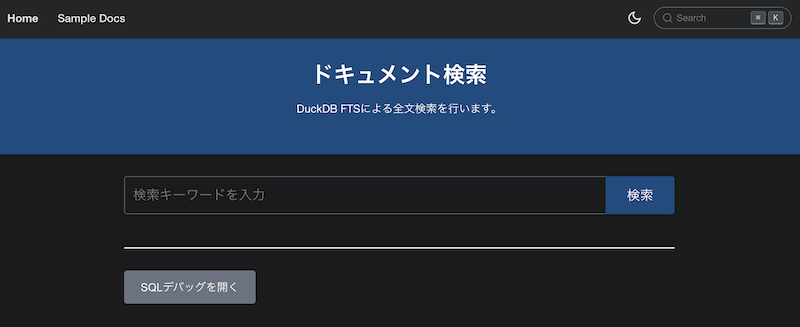 Home Sample Docs Search ⌘ K
ドキュメント検索
DuckDB FTSによる全文検索を行います。
検索キーワードを入力 検索
SQLデバッグを開く